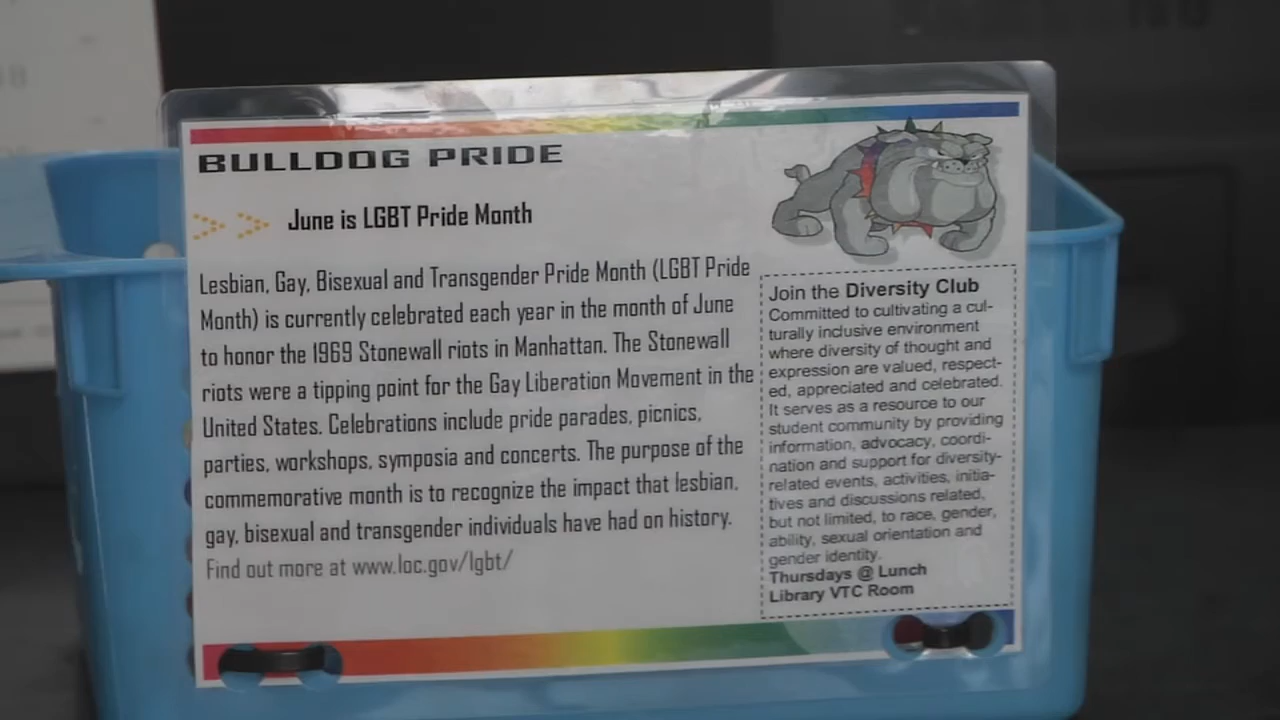 BULLDOG PRIDE
June is LGBT Pride Month
Lesbian, Gay, Bisexual and Transgender Pride Month (LGBT Pride
Month) is currently celebrated each year in the month of June
to honor the 1969 Stonewall riots in Manhattan. The Stonewall
riots were a tipping point for the Gay Liberation Movement in the
United States. Celebrations include pride parades, picnics,
parties, workshops, symposia and concerts. The purpose of the
commemorative month is to recognize the impact that lesbian,
gay, bisexual and transgender individuals have had on history.
Find out more at www.loc.gov/lgbt/
Join the Diversity Club
Committed to cultivating a cul-
turally inclusive environment
where diversity of thought and
expression are valued, respect-
ed, appreciated and celebrated.
It serves as a resource to our
student community by providing
information, advocacy, coordi-
nation and support for diversity-
related events, activities, initia-
tives and discussions related,
but not limited, to race, gender,
ability, sexual orientation and
gender identity.
Thursdays @ Lunch
Library VTC Room